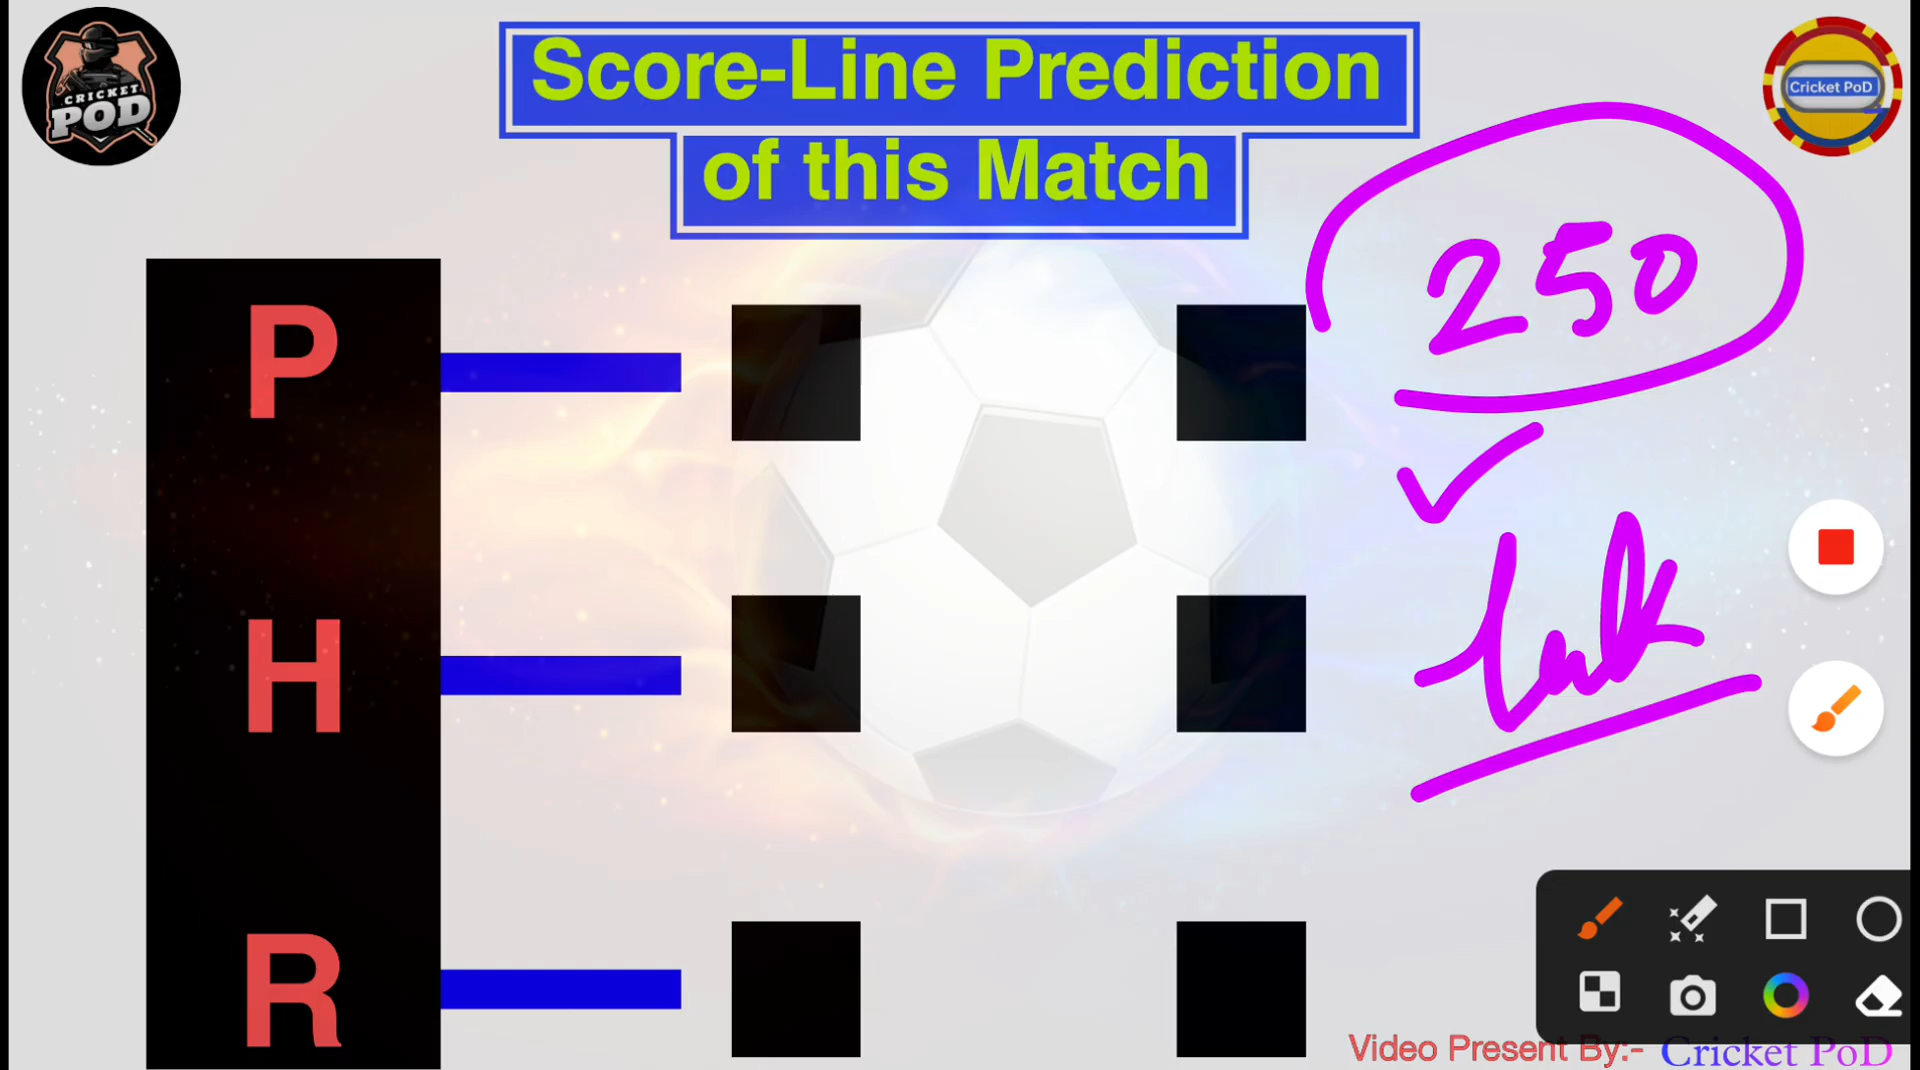 CRICKET
POD
Score-Line Prediction
of this Match
Cricket PoD
250
P
H
R
Video Present By:- Cricket PoD